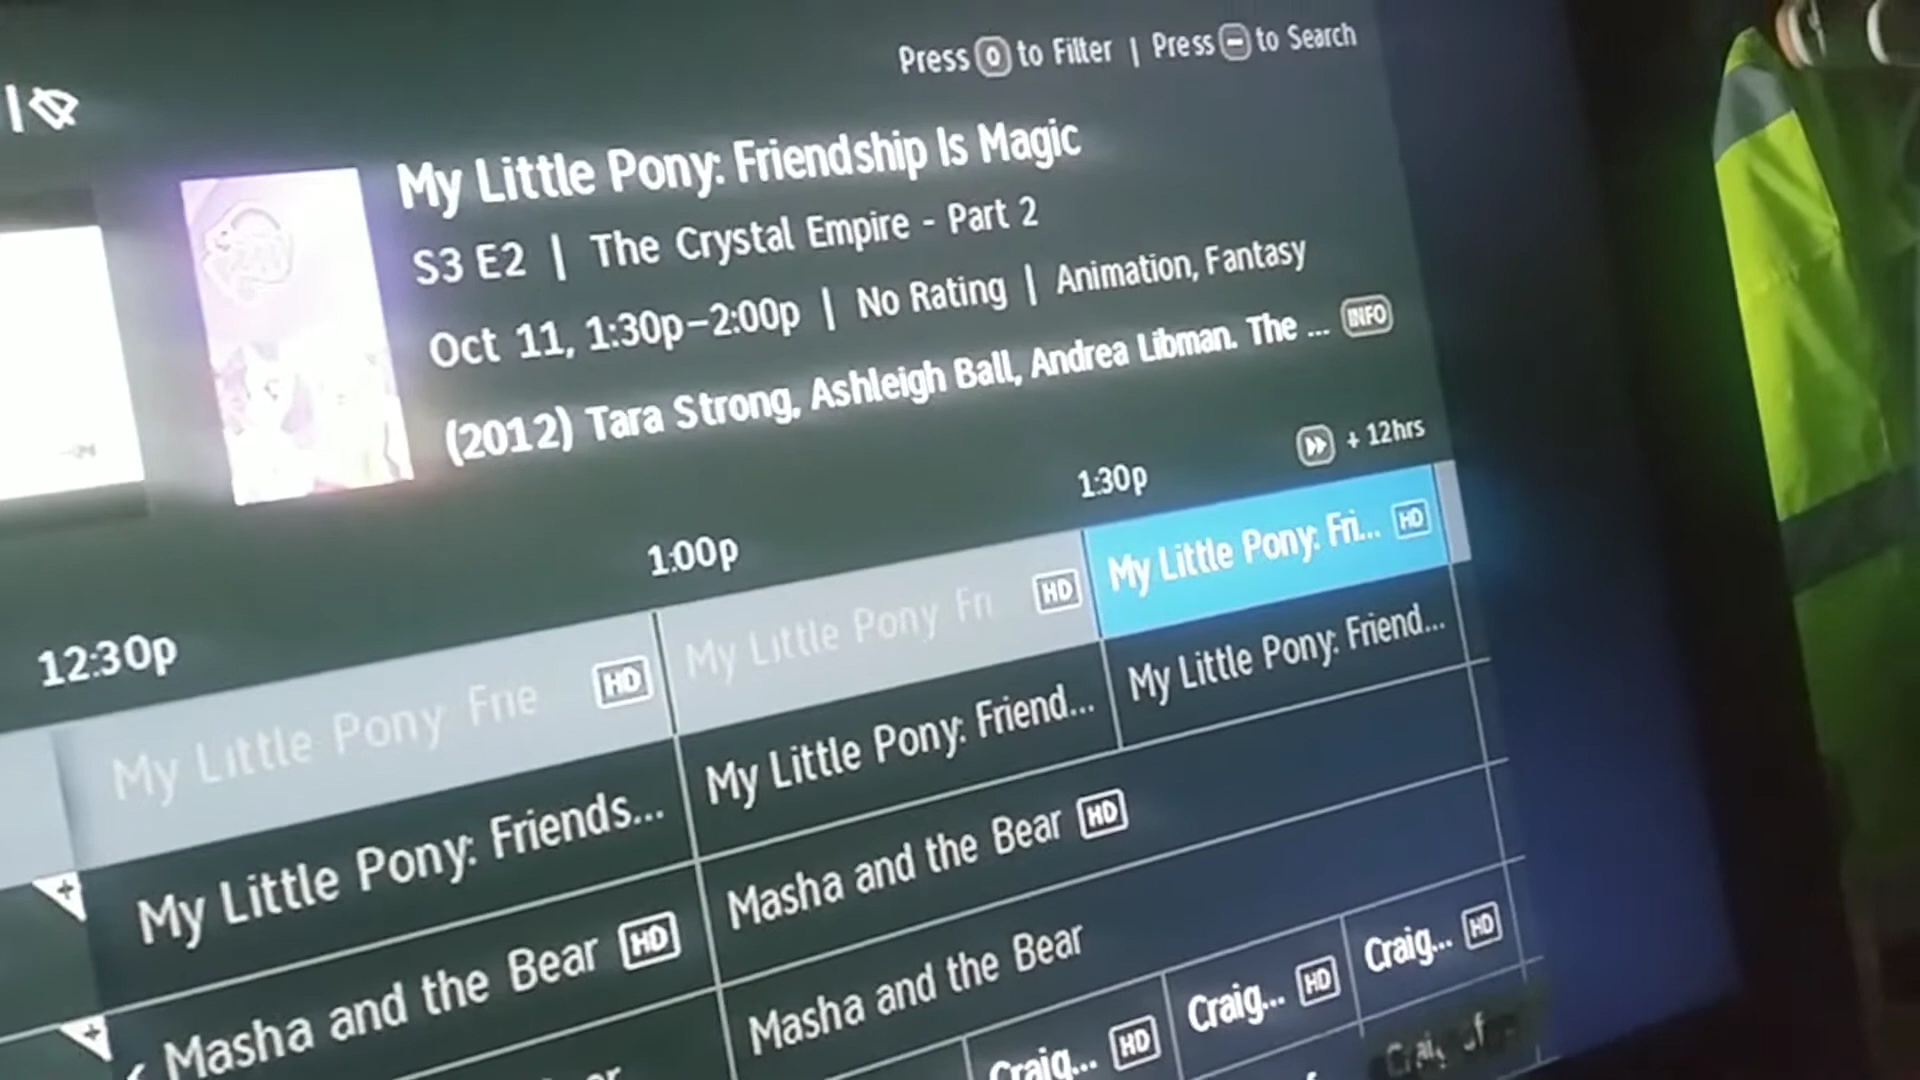 Press 0 to Filter | Press – to Search
My Little Pony: Friendship Is Magic
S3 E2 | The Crystal Empire - Part 2
Oct 11, 1:30p–2:00p | No Rating | Animation, Fantasy
(2012) Tara Strong, Ashleigh Ball, Andrea Libman. The ... INFO
+ 12hrs
12:30p 1:00p 1:30p
My Little Pony Frie HD My Little Pony Fri HD My Little Pony: Fri... HD
My Little Pony: Friends... My Little Pony: Friend... My Little Pony: Friend...
Masha and the Bear HD Masha and the Bear HD
Masha and the Bear
Craig... HD Craig... HD Craig... HD